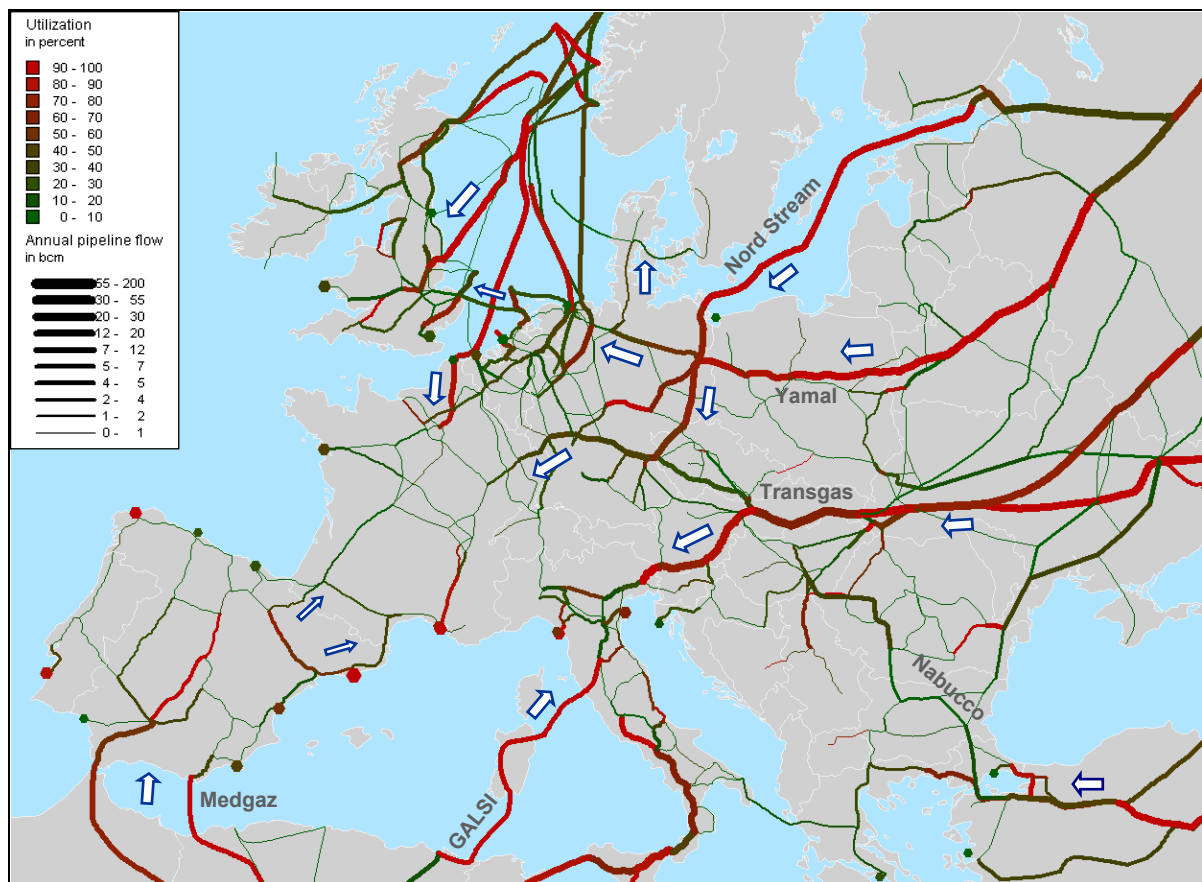 Utilization
in percent
90 - 100
80 - 90
70 - 80
60 - 70
50 - 60
40 - 50
30 - 40
20 - 30
10 - 20
0 - 10
Annual pipeline flow
in bcm
55 - 200
30 - 55
20 - 30
12 - 20
7 - 12
5 - 7
4 - 5
2 - 4
1 - 2
0 - 1
Nord Stream
Yamal
Transgas
Nabucco
Medgaz
GALSI